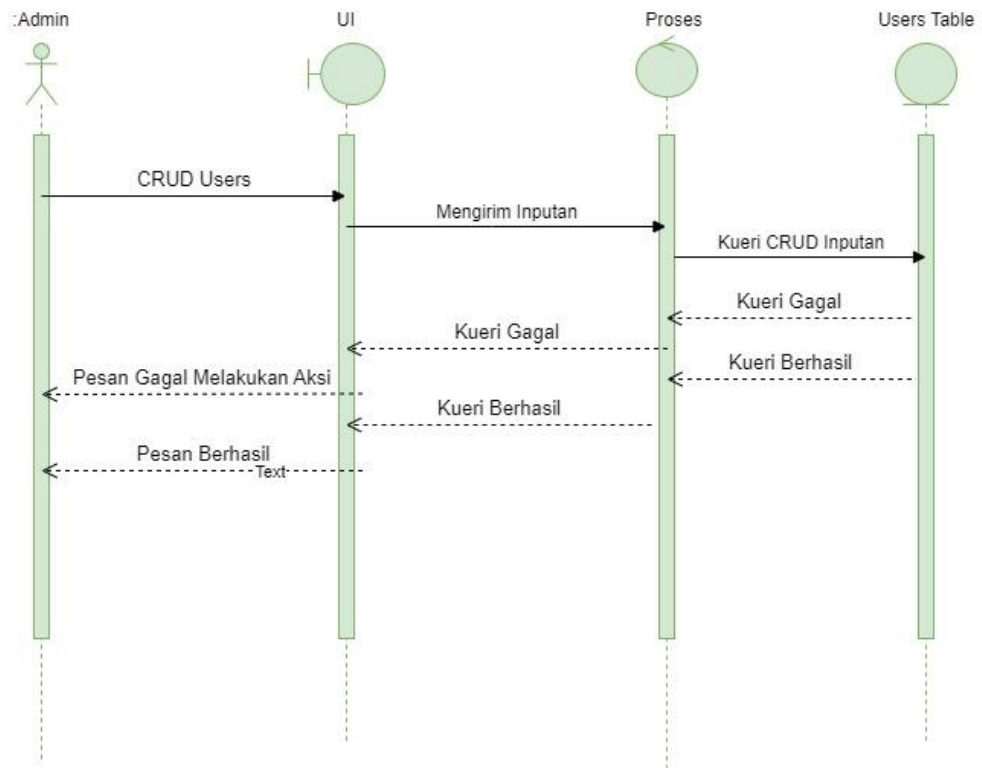 :Admin
UI
Proses
Users Table
CRUD Users
Mengirim Inputan
Kueri CRUD Inputan
Kueri Gagal
Kueri Gagal
Kueri Berhasil
Pesan Gagal Melakukan Aksi
Kueri Berhasil
Pesan Berhasil
Text